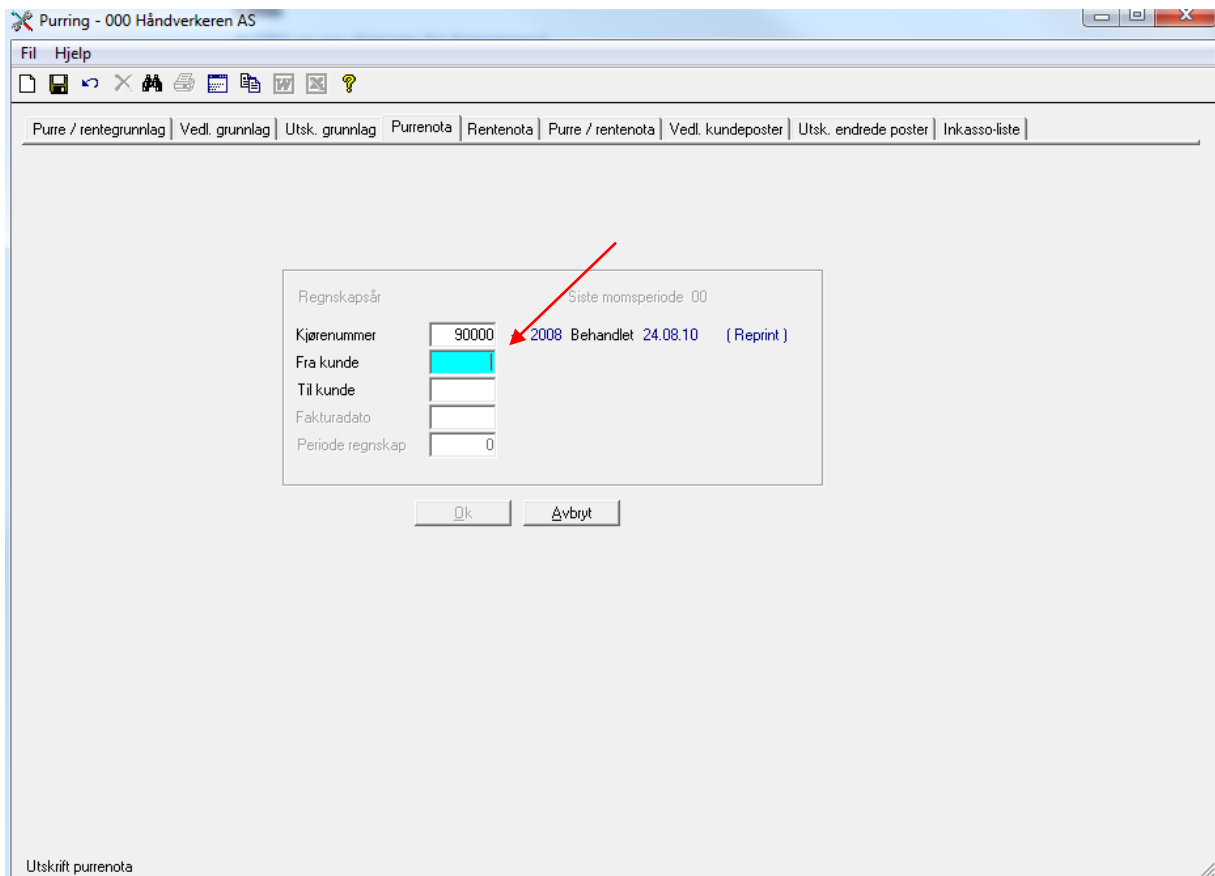 Purring - 000 Håndverkeren AS
Fil Hjelp
Purre / rentegrunnlag Vedl. grunnlag Utsk. grunnlag Purrenota Rentenota Purre / rentenota Vedl. kundeposter Utsk. endrede poster Inkasso-liste
Regnskapsår Siste momsperiode 00
Kjørenummer 90000 2008 Behandlet 24.08.10 ( Reprint )
Fra kunde
Til kunde
Fakturadato
Periode regnskap 0
Ok Avbryt
Utskrift purrenota